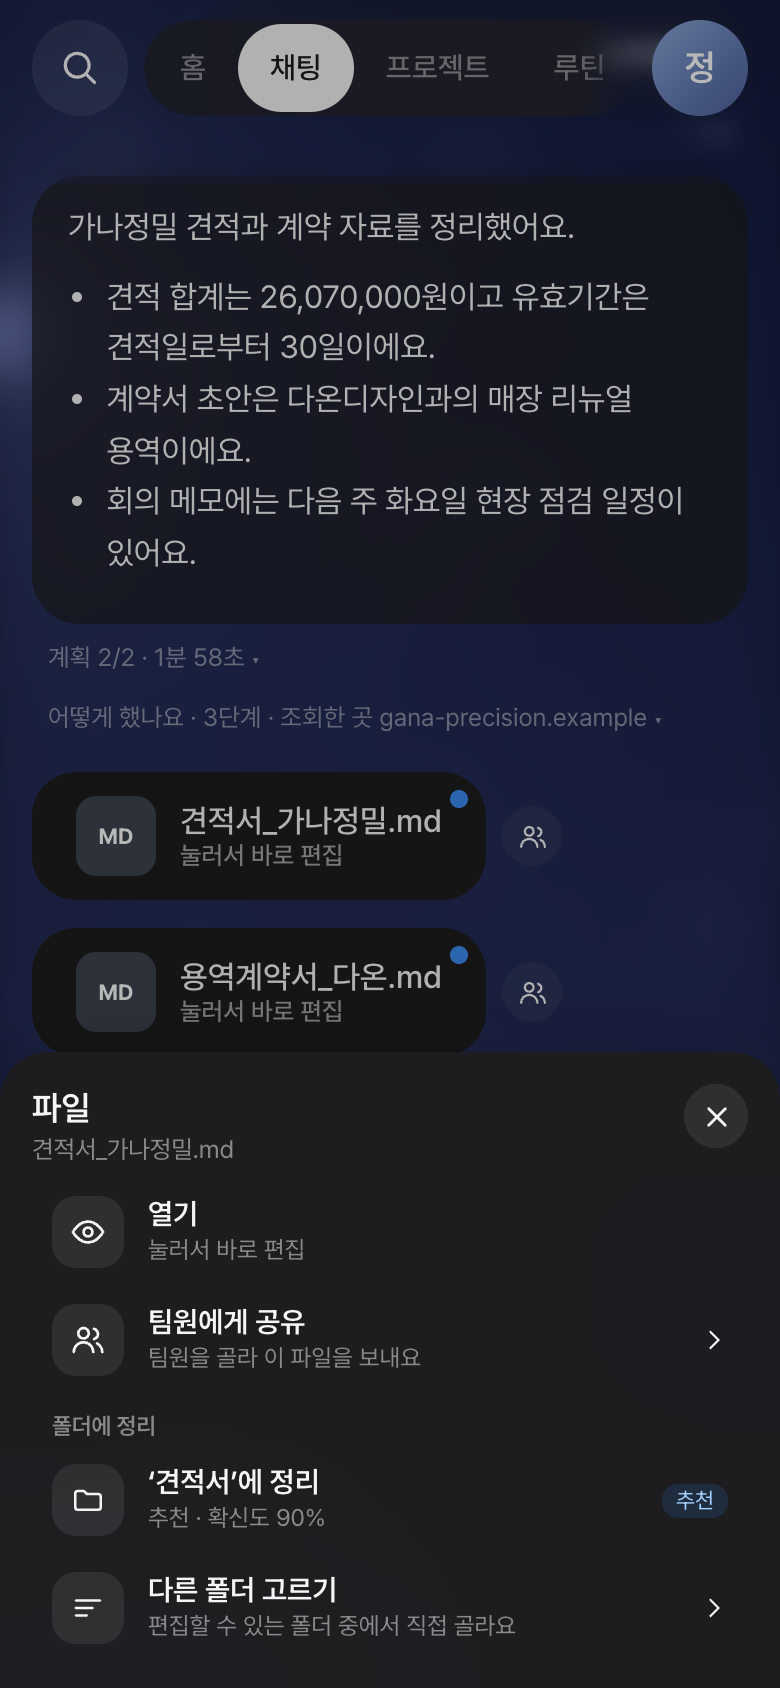 홈 채팅 프로젝트 루틴 정
가나정밀 견적과 계약 자료를 정리했어요.
• 견적 합계는 26,070,000원이고 유효기간은
견적일로부터 30일이에요.
• 계약서 초안은 다온디자인과의 매장 리뉴얼
용역이에요.
• 회의 메모에는 다음 주 화요일 현장 점검 일정이
있어요.
계획 2/2 · 1분 58초 ▾
어떻게 했나요 · 3단계 · 조회한 곳 gana-precision.example ▾
MD 견적서_가나정밀.md
눌러서 바로 편집
MD 용역계약서_다온.md
눌러서 바로 편집
파일
견적서_가나정밀.md
열기
눌러서 바로 편집
팀원에게 공유
팀원을 골라 이 파일을 보내요
폴더에 정리
‘견적서’에 정리
추천 · 확신도 90%
추천
다른 폴더 고르기
편집할 수 있는 폴더 중에서 직접 골라요